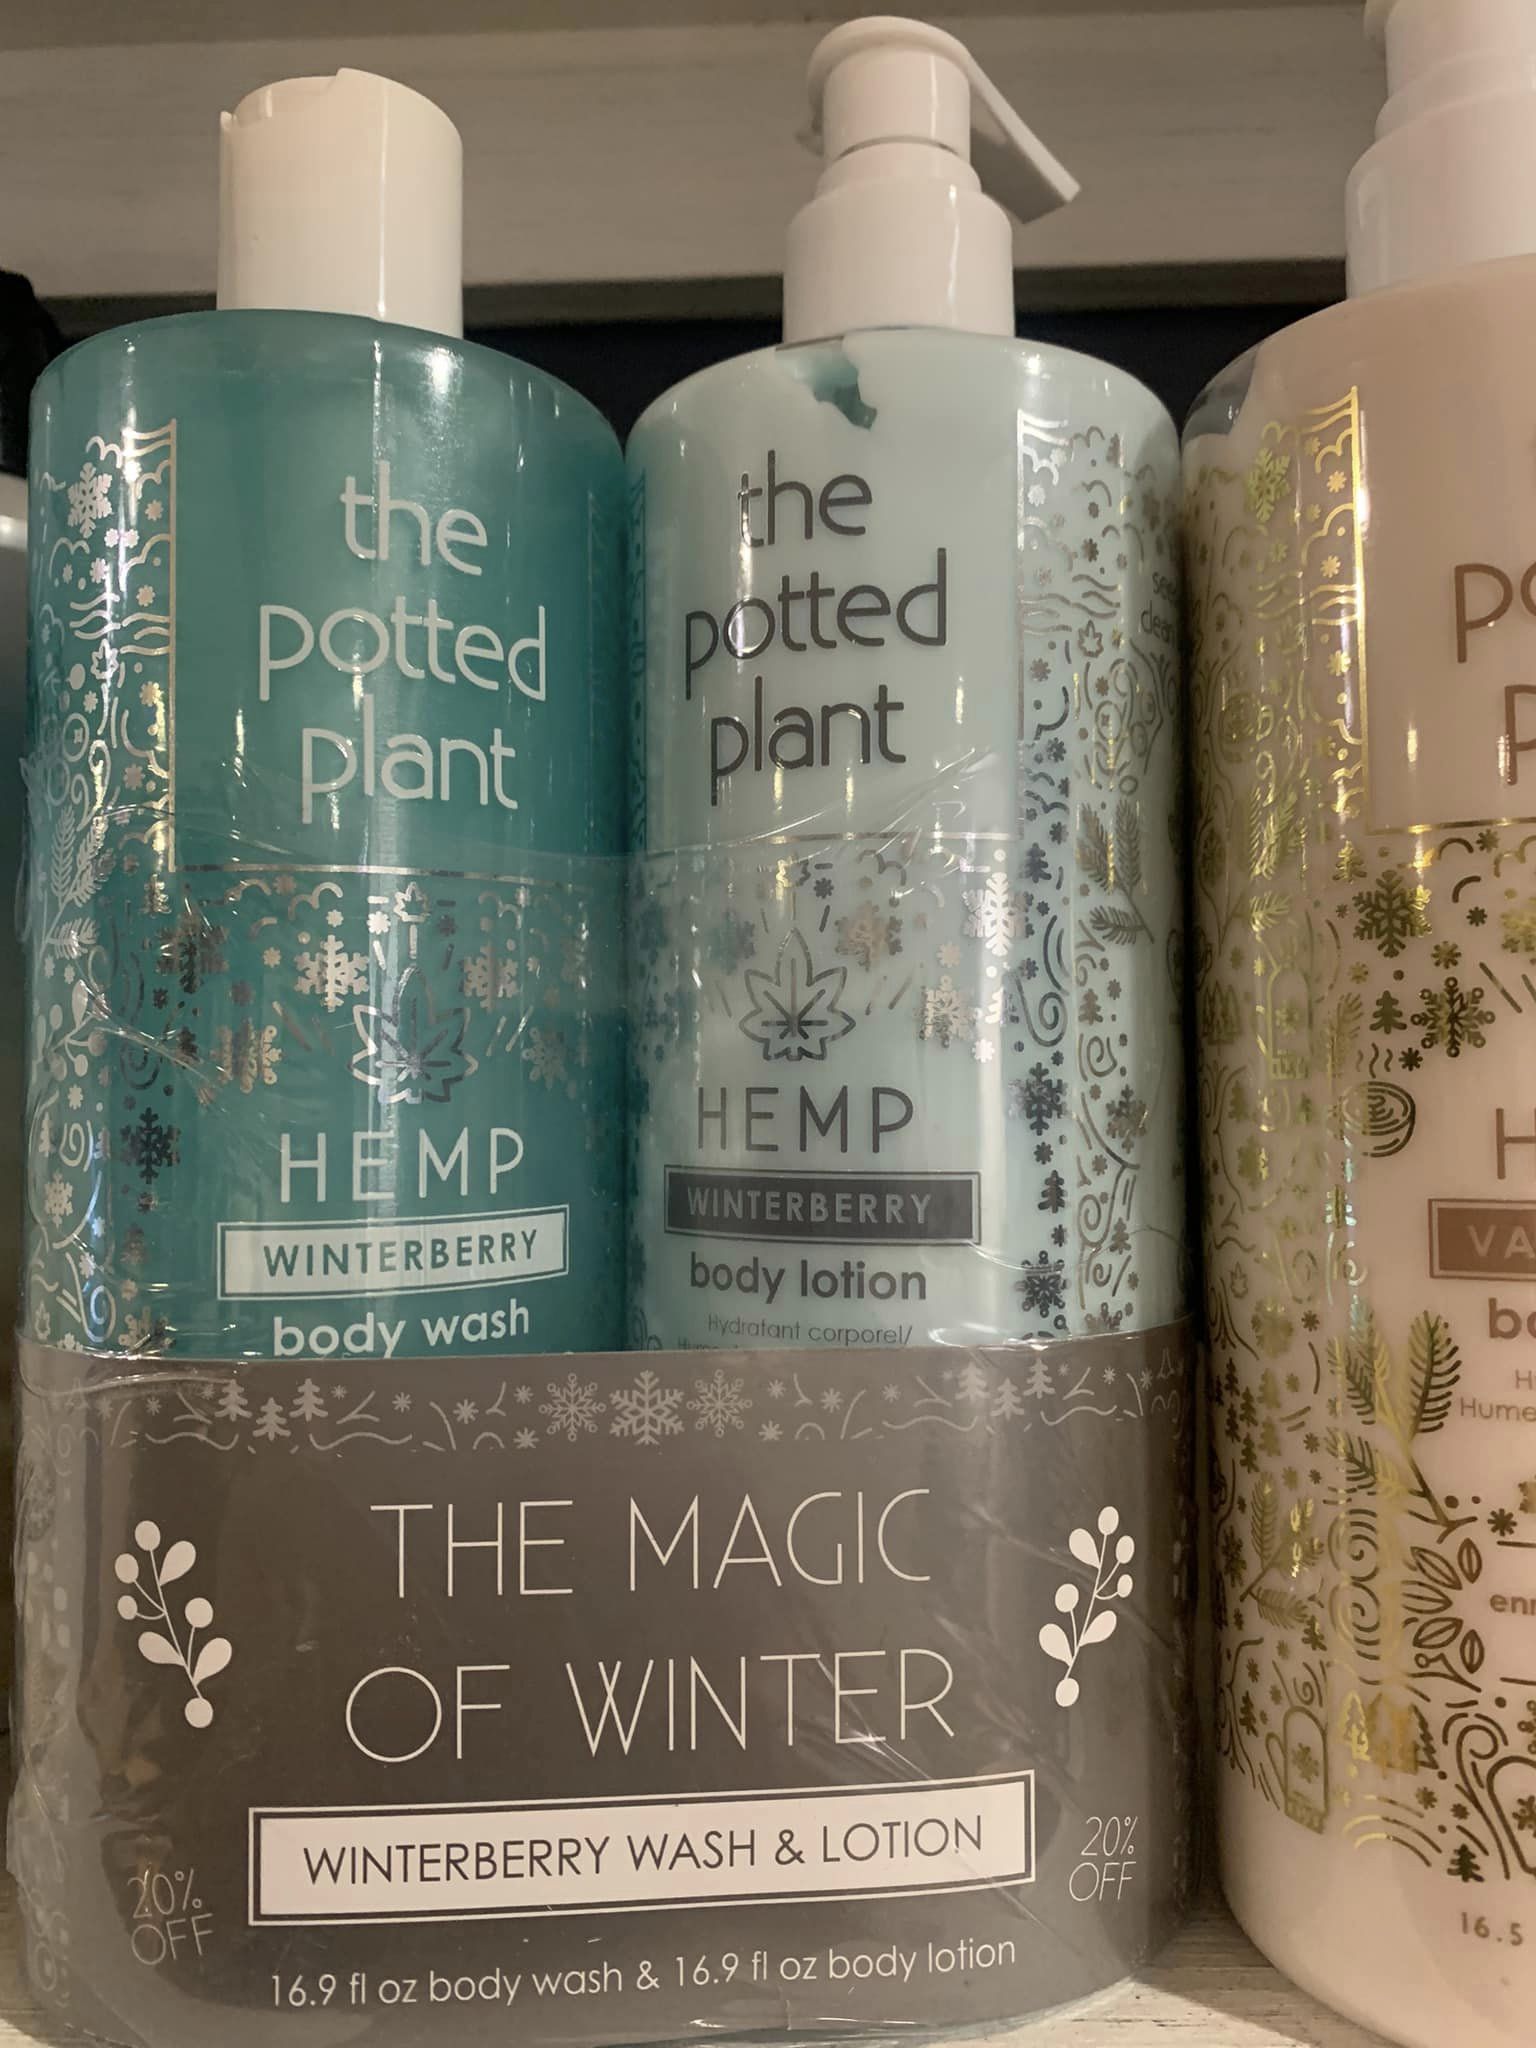 the
potted
plant
HEMP
WINTERBERRY
body wash
the
potted
plant
HEMP
WINTERBERRY
body lotion
Hydratant corporel/
THE MAGIC
OF WINTER
WINTERBERRY WASH & LOTION
20%
OFF
20%
OFF
16.9 fl oz body wash & 16.9 fl oz body lotion
16.5